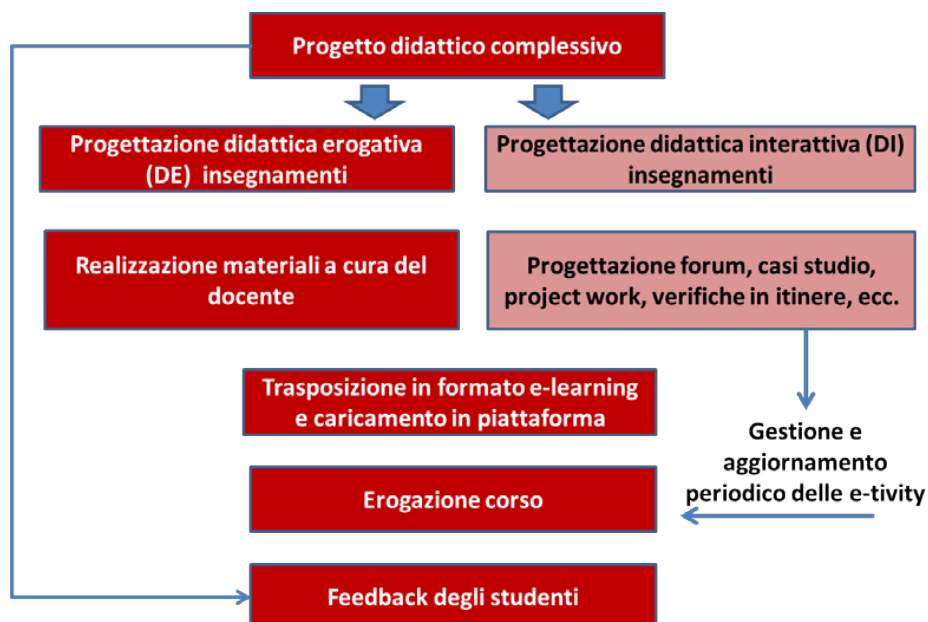 Progetto didattico complessivo
Progettazione didattica erogativa
(DE) insegnamenti
Progettazione didattica interattiva (DI)
insegnamenti
Realizzazione materiali a cura del
docente
Progettazione forum, casi studio,
project work, verifiche in itinere, ecc.
Trasposizione in formato e-learning
e caricamento in piattaforma
Gestione e
aggiornamento
periodico delle e-tivity
Erogazione corso
Feedback degli studenti